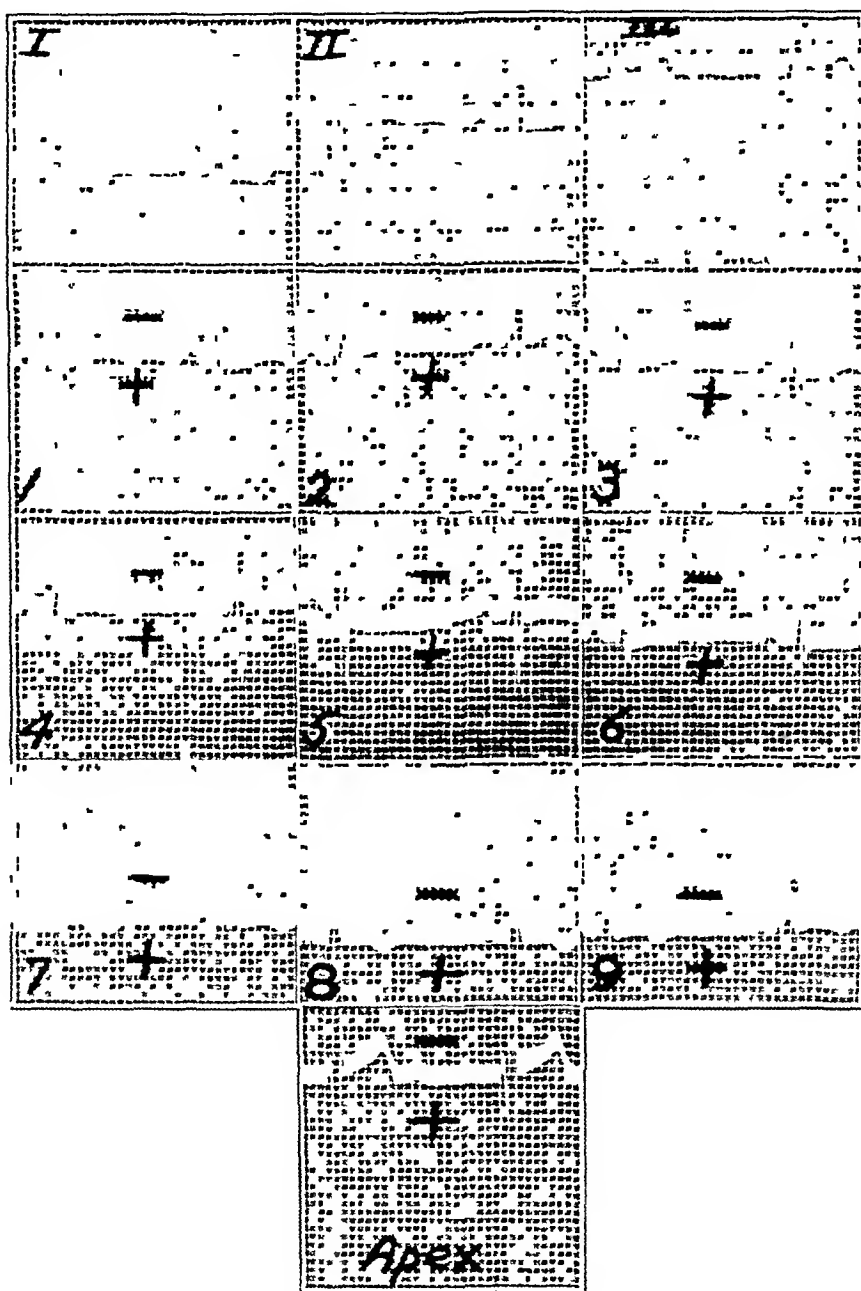 I II III
− − −
+ + +
1 2 3
− − −
+ + +
4 5 6
− − −
+ + +
7 8 9
−
+
Apex